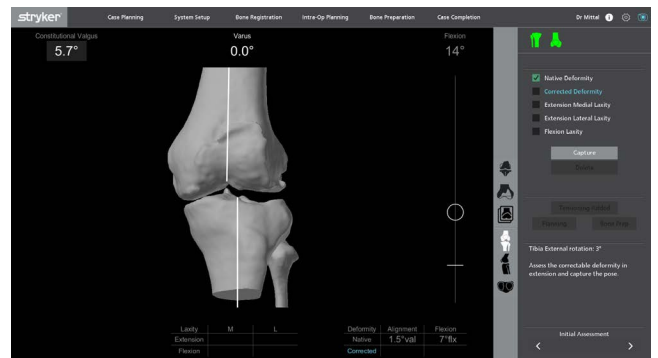 stryker
Case Planning
System Setup
Bone Registration
Intra-Op Planning
Bone Preparation
Case Completion
Dr Mittal
Constitutional Valgus
5.7°
Varus
0.0°
Flexion
14°
Native Deformity
Corrected Deformity
Extension Medial Laxity
Extension Lateral Laxity
Flexion Laxity
Capture
Delete
Planning
Tibia External rotation: 3°
Assess the correctable deformity in
extension and capture the pose.
Laxity M L
Extension
Flexion
Deformity Alignment Flexion
Native 1.5°val 7°flx
Corrected
Initial Assessment
< >